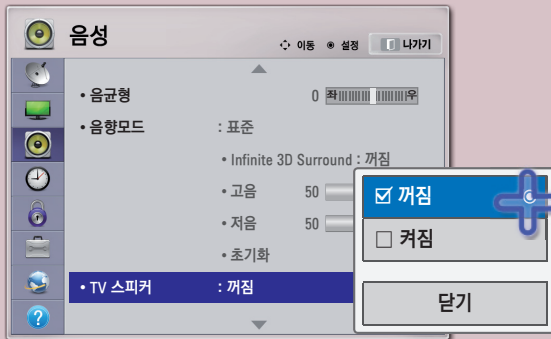 음성
이동 ◉ 설정 나가기
• 음균형 0 좌 우
• 음향모드 : 표준
• Infinite 3D Surround : 꺼짐
• 고음 50
• 저음 50
• 초기화
• TV 스피커 : 꺼짐
☑ 꺼짐
☐ 켜짐
닫기
?